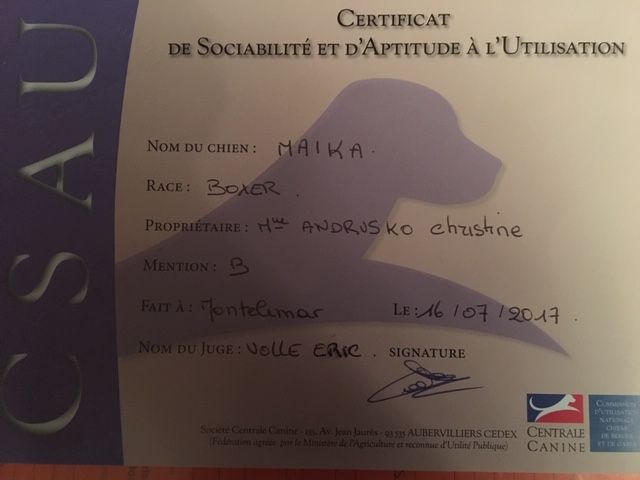 CSAU
CERTIFICAT
DE SOCIABILITÉ ET D'APTITUDE À L'UTILISATION
NOM DU CHIEN : MAIKA.
RACE : BOXER.
PROPRIÉTAIRE : Mme ANDRUSKO Christine
MENTION : B
FAIT À : Montelimar LE : 16/07/2017.
NOM DU JUGE : VOLLE ERIC. SIGNATURE
Société Centrale Canine - 155, Av. Jean Jaurès - 93 535 AUBERVILLIERS CEDEX
(Fédération agréée par le Ministère de l'Agriculture et reconnue d'Utilité Publique)
CENTRALE
CANINE
COMMISSION
D'UTILISATION
NATIONALE
CHIENS
DE BERGER
ET DE GARDE